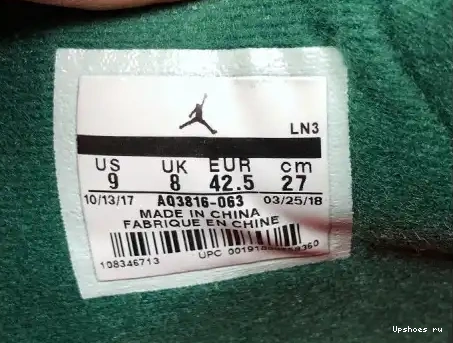 LN3
US UK EUR cm
9 8 42.5 27
10/13/17 AQ3816-063 03/25/18
MADE IN CHINA
FABRIQUE EN CHINE
108346713 UPC
Upshoes ru